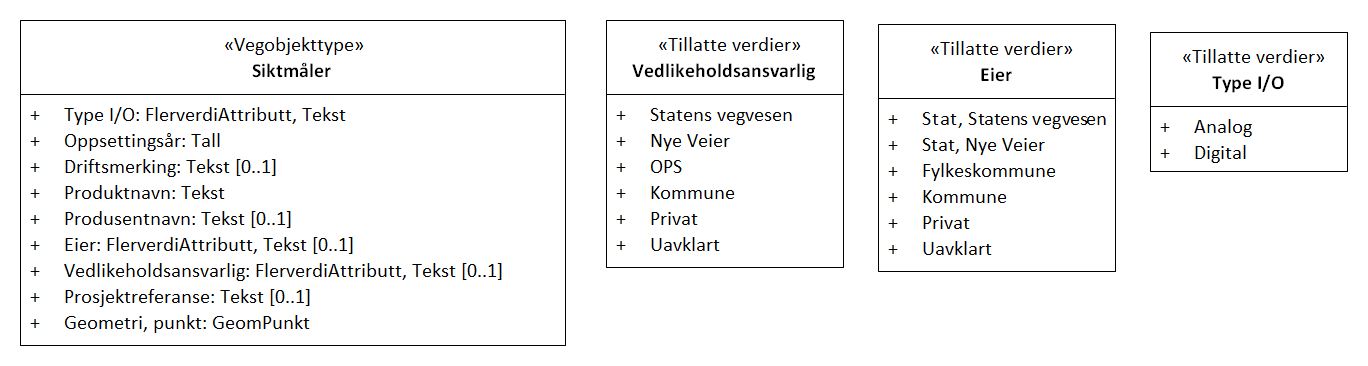 «Vegobjekttype»
Siktmåler
+ Type I/O: FlerverdiAttributt, Tekst
+ Oppsettingsår: Tall
+ Driftsmerking: Tekst [0..1]
+ Produktnavn: Tekst
+ Produsentnavn: Tekst [0..1]
+ Eier: FlerverdiAttributt, Tekst [0..1]
+ Vedlikeholdsansvarlig: FlerverdiAttributt, Tekst [0..1]
+ Prosjektreferanse: Tekst [0..1]
+ Geometri, punkt: GeomPunkt
«Tillatte verdier»
Vedlikeholdsansvarlig
+ Statens vegvesen
+ Nye Veier
+ OPS
+ Kommune
+ Privat
+ Uavklart
«Tillatte verdier»
Eier
+ Stat, Statens vegvesen
+ Stat, Nye Veier
+ Fylkeskommune
+ Kommune
+ Privat
+ Uavklart
«Tillatte verdier»
Type I/O
+ Analog
+ Digital